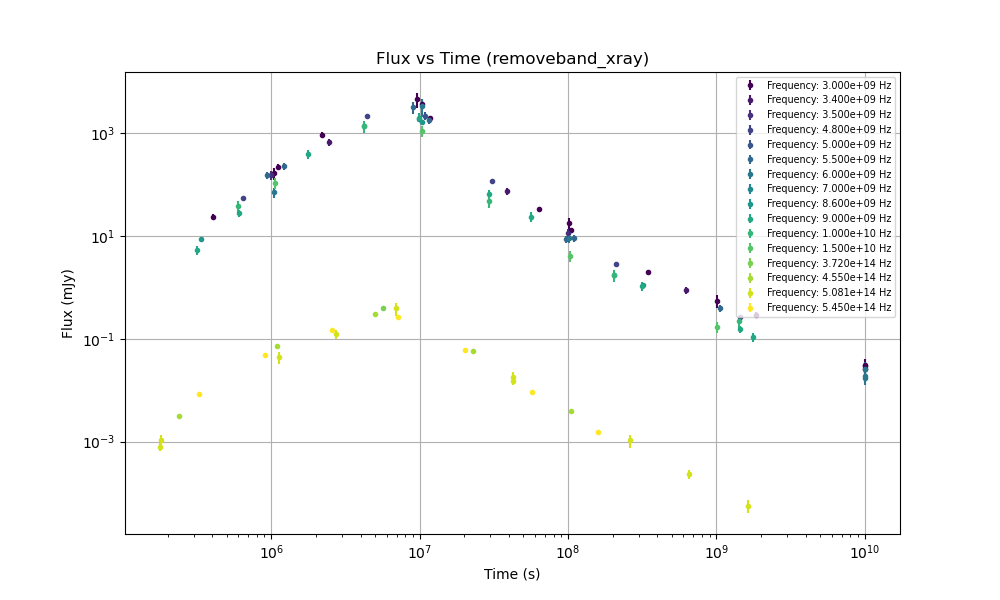 Flux vs Time (removeband_xray)
Frequency: 3.000e+09 Hz
Frequency: 3.400e+09 Hz
Frequency: 3.500e+09 Hz
Frequency: 4.800e+09 Hz
Frequency: 5.000e+09 Hz
Frequency: 5.500e+09 Hz
Frequency: 6.000e+09 Hz
Frequency: 7.000e+09 Hz
Frequency: 8.600e+09 Hz
Frequency: 9.000e+09 Hz
Frequency: 1.000e+10 Hz
Frequency: 1.500e+10 Hz
Frequency: 3.720e+14 Hz
Frequency: 4.550e+14 Hz
Frequency: 5.081e+14 Hz
Frequency: 5.450e+14 Hz
Flux (mJy)
10³
10¹
10⁻¹
10⁻³
10⁶ 10⁷ 10⁸ 10⁹ 10¹⁰
Time (s)